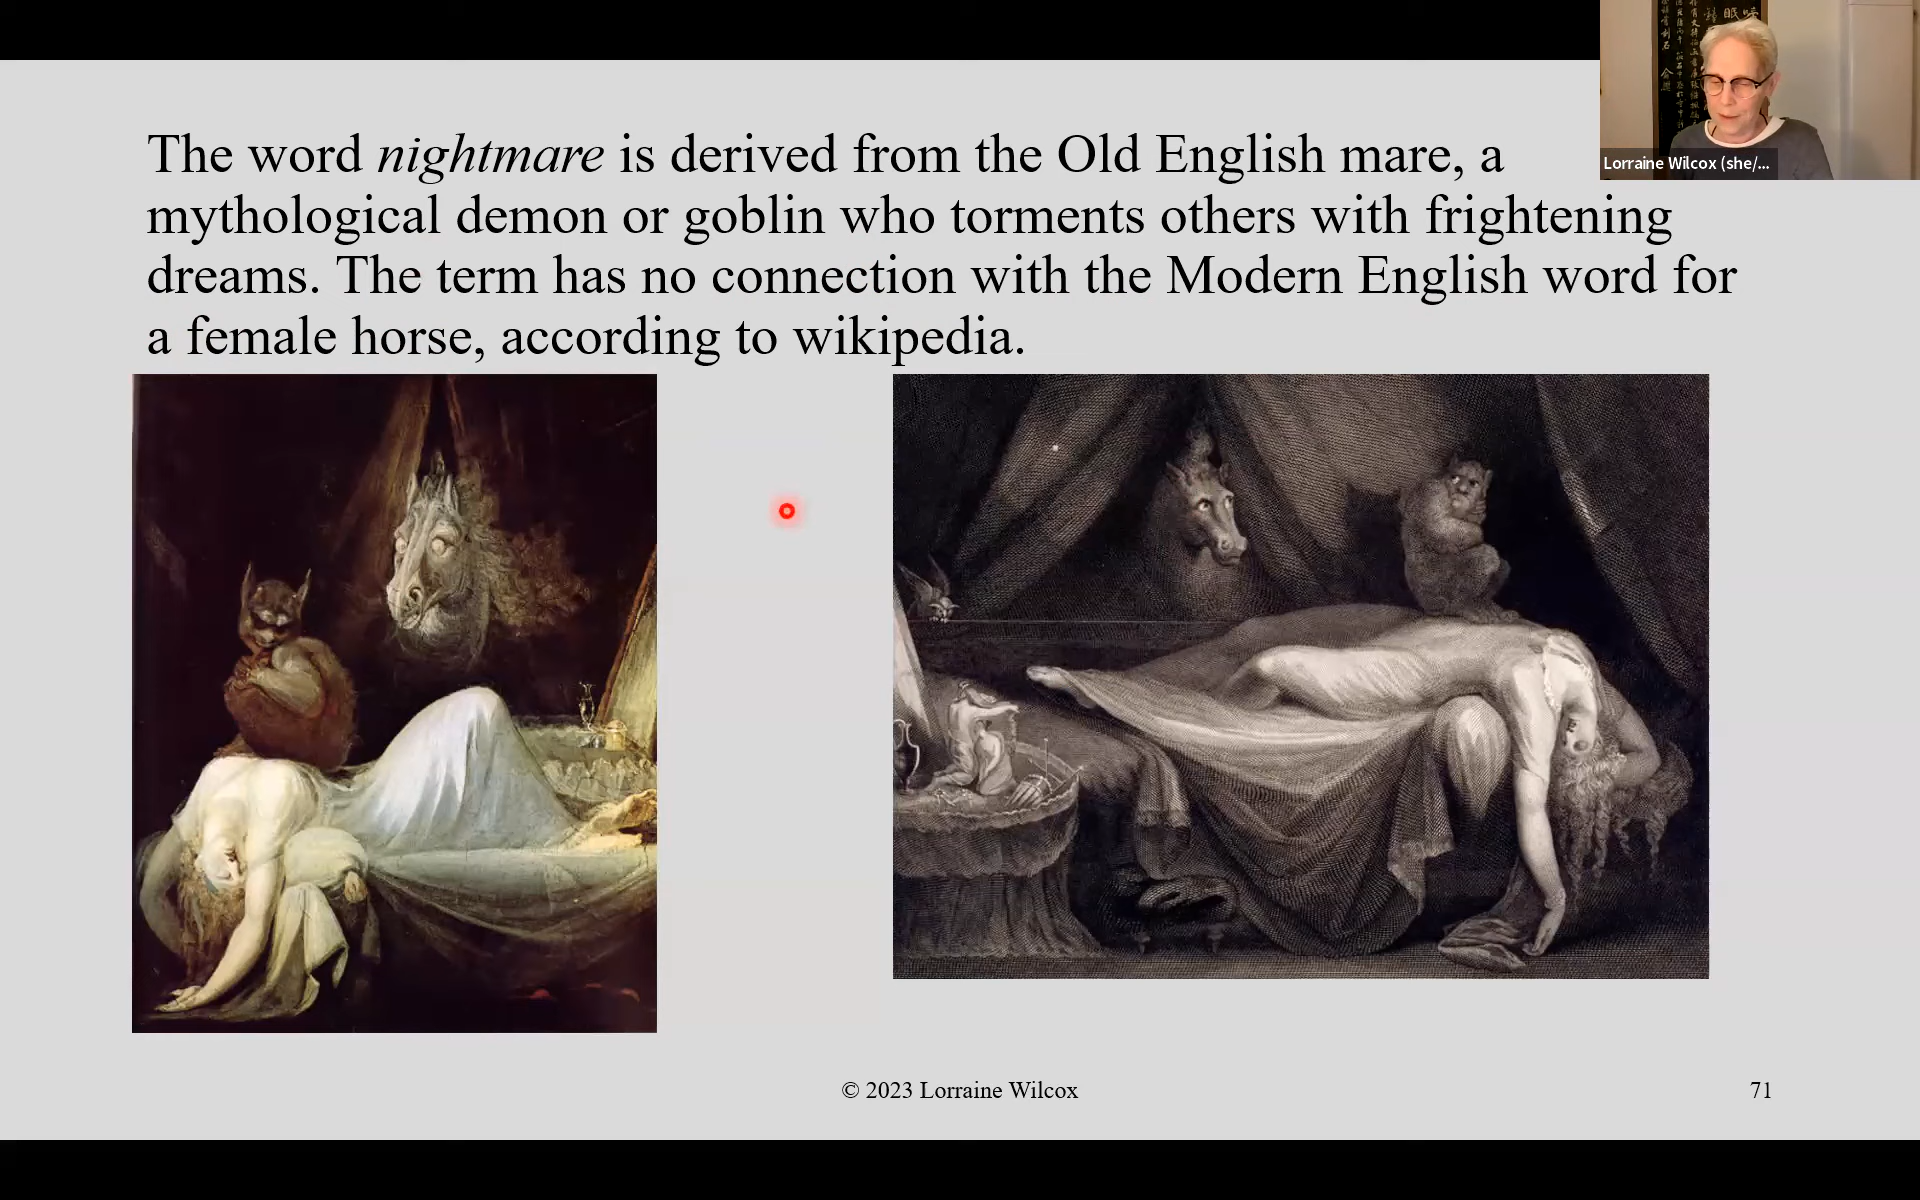 The word nightmare is derived from the Old English mare, a
mythological demon or goblin who torments others with frightening
dreams. The term has no connection with the Modern English word for
a female horse, according to wikipedia.
Lorraine Wilcox (she/...
© 2023 Lorraine Wilcox
71